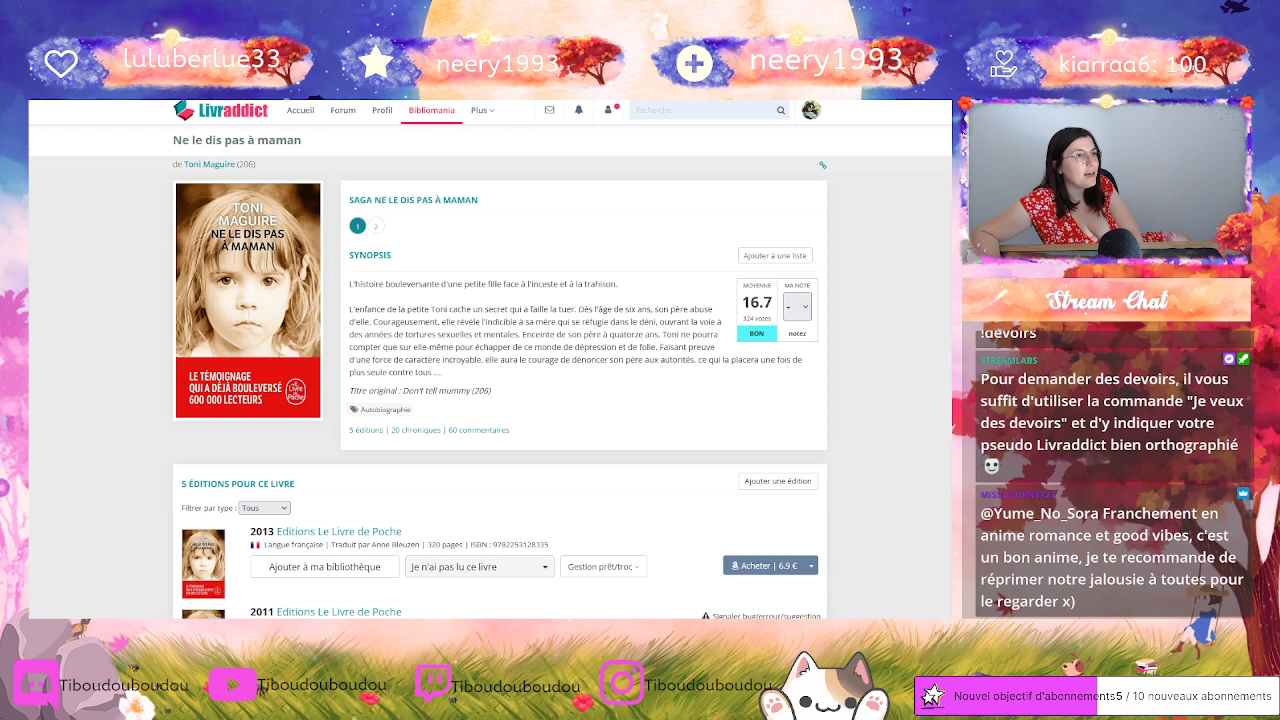 luluberlue33
neery1993
neery1993
kiarraa6: 100
Livraddict
Accueil
Forum
Profil
Bibliomania
Plus
Recherche
Ne le dis pas à maman
de Toni Maguire (206)
TONI
MAGUIRE
NE LE DIS PAS
À MAMAN
LE TÉMOIGNAGE
QUI A DÉJÀ BOULEVERSÉ
600 000 LECTEURS
Le Livre de Poche
SAGA NE LE DIS PAS À MAMAN
1
2
SYNOPSIS
Ajouter à une liste
L'histoire bouleversante d'une petite fille face à l'inceste et à la trahison.
L'enfance de la petite Toni cache un secret qui a faille la tuer. Dès l'âge de six ans, son père abuse
d'elle. Courageusement, elle révèle l'indicible à sa mère qui se réfugie dans le déni, ouvrant la voie à
des années de tortures sexuelles et mentales. Enceinte de son père à quatorze ans, Toni ne pourra
compter que sur elle-même pour échapper de ce monde de dépression et de folie. Faisant preuve
d'une force de caractère incroyable, elle aura le courage de dénoncer son père aux autorités, ce qui la placera une fois de
plus seule contre tous ....
MOYENNE
16.7
324 votes
BON
MA NOTE
-
notez
Titre original : Don't tell mummy (206)
Autobiographie
5 éditions | 20 chroniques | 60 commentaires
5 ÉDITIONS POUR CE LIVRE
Ajouter une édition
Filtrer par type : Tous
2013 Editions Le Livre de Poche
Langue française | Traduit par Anne Bleuzen | 320 pages | ISBN : 9782253128335
Ajouter à ma bibliothèque
Je n'ai pas lu ce livre
Gestion prêt/troc
Acheter | 6.9 €
2011 Editions Le Livre de Poche
Signaler bug/erreur/suggestion
Stream Chat
!devoirs
STREAMLABS
Pour demander des devoirs, il vous
suffit d'utiliser la commande "Je veux
des devoirs" et d'y indiquer votre
pseudo Livraddict bien orthographié
@Yume_No_Sora Franchement en
anime romance et good vibes, c'est
un bon anime, je te recommande de
réprimer notre jalousie à toutes pour
le regarder x)
Tiboudouboudou
Tiboudouboudou
Tiboudouboudou
Tiboudouboudou
Nouvel objectif d'abonnements 5 / 10 nouveaux abonnements